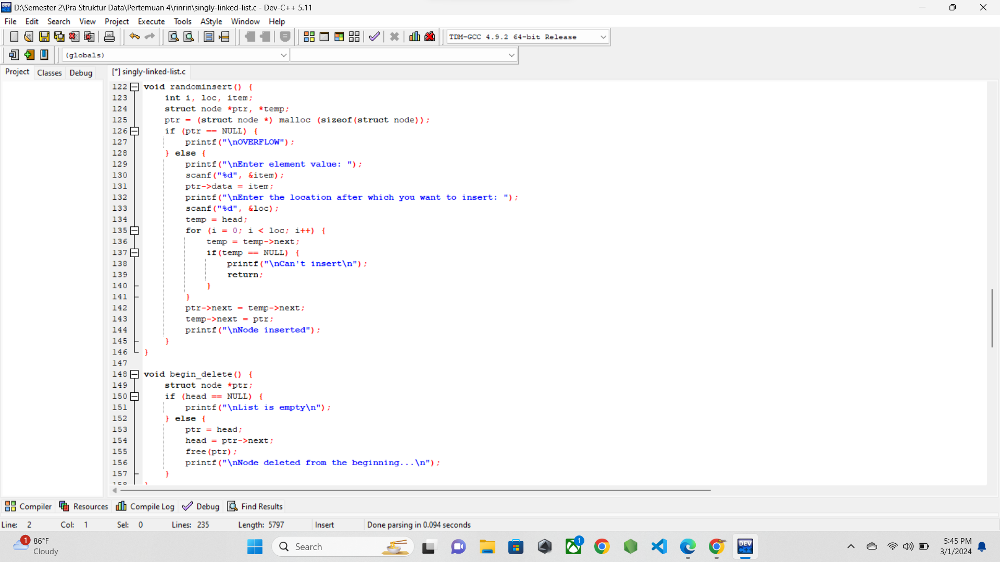 D:\Semester 2\Pra Struktur Data\Pertemuan 4\rinrin\singly-linked-list.c - Dev-C++ 5.11
File Edit Search View Project Execute Tools AStyle Window Help
TDM-GCC 4.9.2 64-bit Release
(globals)
Project Classes Debug [*] singly-linked-list.c
122 void randominsert() {
123 int i, loc, item;
124 struct node *ptr, *temp;
125 ptr = (struct node *) malloc (sizeof(struct node));
126 if (ptr == NULL) {
127 printf("\nOVERFLOW");
128 } else {
129 printf("\nEnter element value: ");
130 scanf("%d", &item);
131 ptr->data = item;
132 printf("\nEnter the location after which you want to insert: ");
133 scanf("%d", &loc);
134 temp = head;
135 for (i = 0; i < loc; i++) {
136 temp = temp->next;
137 if(temp == NULL) {
138 printf("\nCan't insert\n");
139 return;
140 }
141 }
142 ptr->next = temp->next;
143 temp->next = ptr;
144 printf("\nNode inserted");
145 }
146 }
147
148 void begin_delete() {
149 struct node *ptr;
150 if (head == NULL) {
151 printf("\nList is empty\n");
152 } else {
153 ptr = head;
154 head = ptr->next;
155 free(ptr);
156 printf("\nNode deleted from the beginning...\n");
157 }
158 }
Compiler Resources Compile Log Debug Find Results
Line: 2 Col: 1 Sel: 0 Lines: 235 Length: 5797 Insert Done parsing in 0.094 seconds
1 86°F
Cloudy
Search
1
DEV C++
5:45 PM
3/1/2024